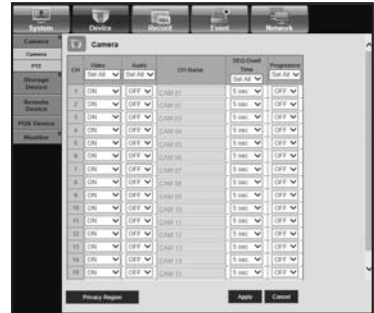 System Device Record Event Network
Camera
Camera
PTZ
Storage Device
Remote Device
POS Device
Monitor
Camera
CH Video Audio CH Name SEQ-Dwell Time Progressive
Set All Set All Set All Set All
1 ON OFF CAM 01 5 sec OFF
2 ON OFF CAM 02 5 sec OFF
3 ON OFF CAM 03 5 sec OFF
4 ON OFF CAM 04 5 sec OFF
5 ON OFF CAM 05 5 sec OFF
6 ON OFF CAM 06 5 sec OFF
7 ON OFF CAM 07 5 sec OFF
8 ON OFF CAM 08 5 sec OFF
9 ON OFF CAM 09 5 sec OFF
10 ON OFF CAM 10 5 sec OFF
11 ON OFF CAM 11 5 sec OFF
12 ON OFF CAM 12 5 sec OFF
13 ON OFF CAM 13 5 sec OFF
14 ON OFF CAM 14 5 sec OFF
15 ON OFF CAM 15 5 sec OFF
Privacy Region Apply Cancel